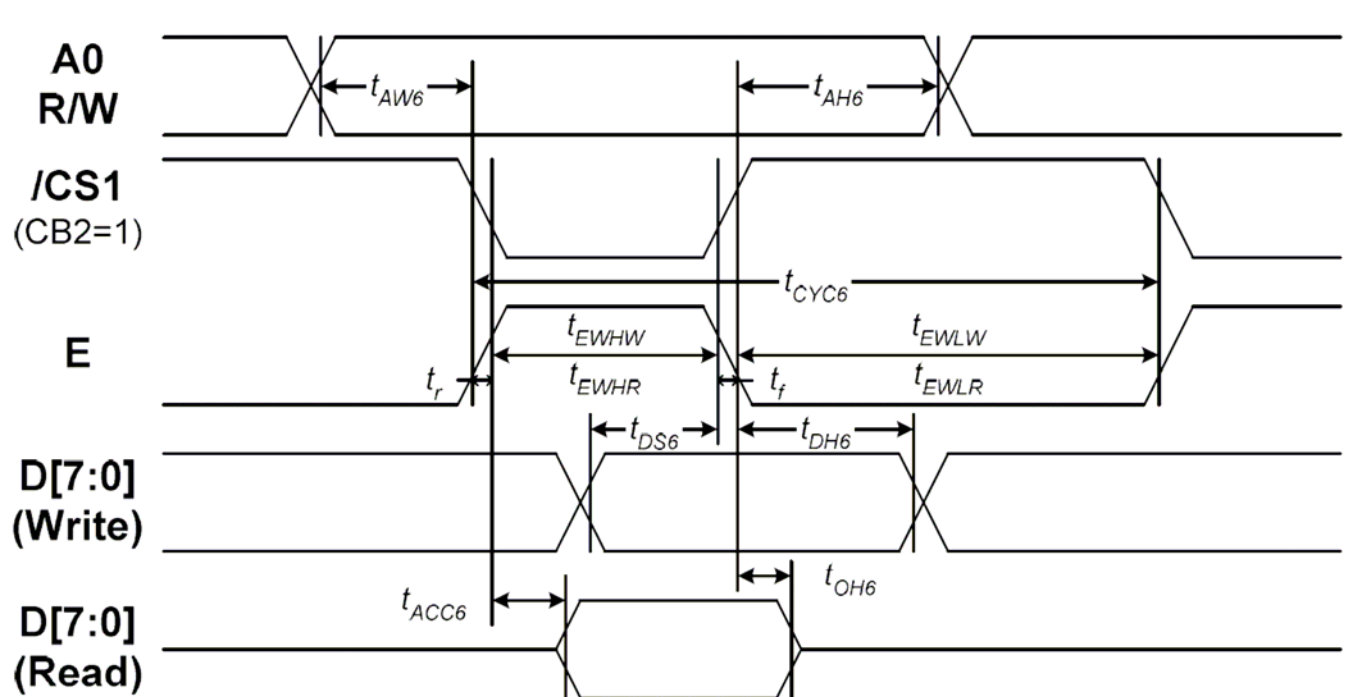 A0
R/W
tAW6
tAH6
/CS1
(CB2=1)
tCYC6
E
tEWHW
tEWLW
tr
tEWHR
tf
tEWLR
tDS6
tDH6
D[7:0]
(Write)
tOH6
tACC6
D[7:0]
(Read)